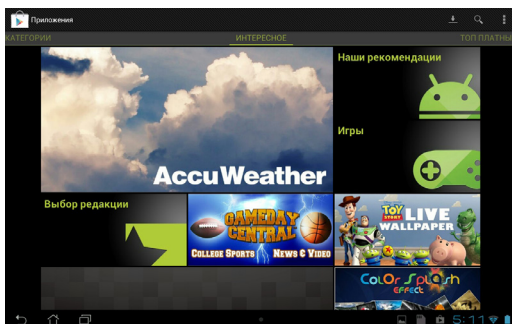 Приложения
КАТЕГОРИИ
ИНТЕРЕСНОЕ
ТОП ПЛАТНЫ
Наши рекомендации
AccuWeather
Игры
Выбор редакции
GAMEDAY
CENTRAL
COLLEGE SPORTS NEWS & VIDEO
TOY
START
LIVE
WALLPAPER
COLOR SPLASH
EFFECT
5:11